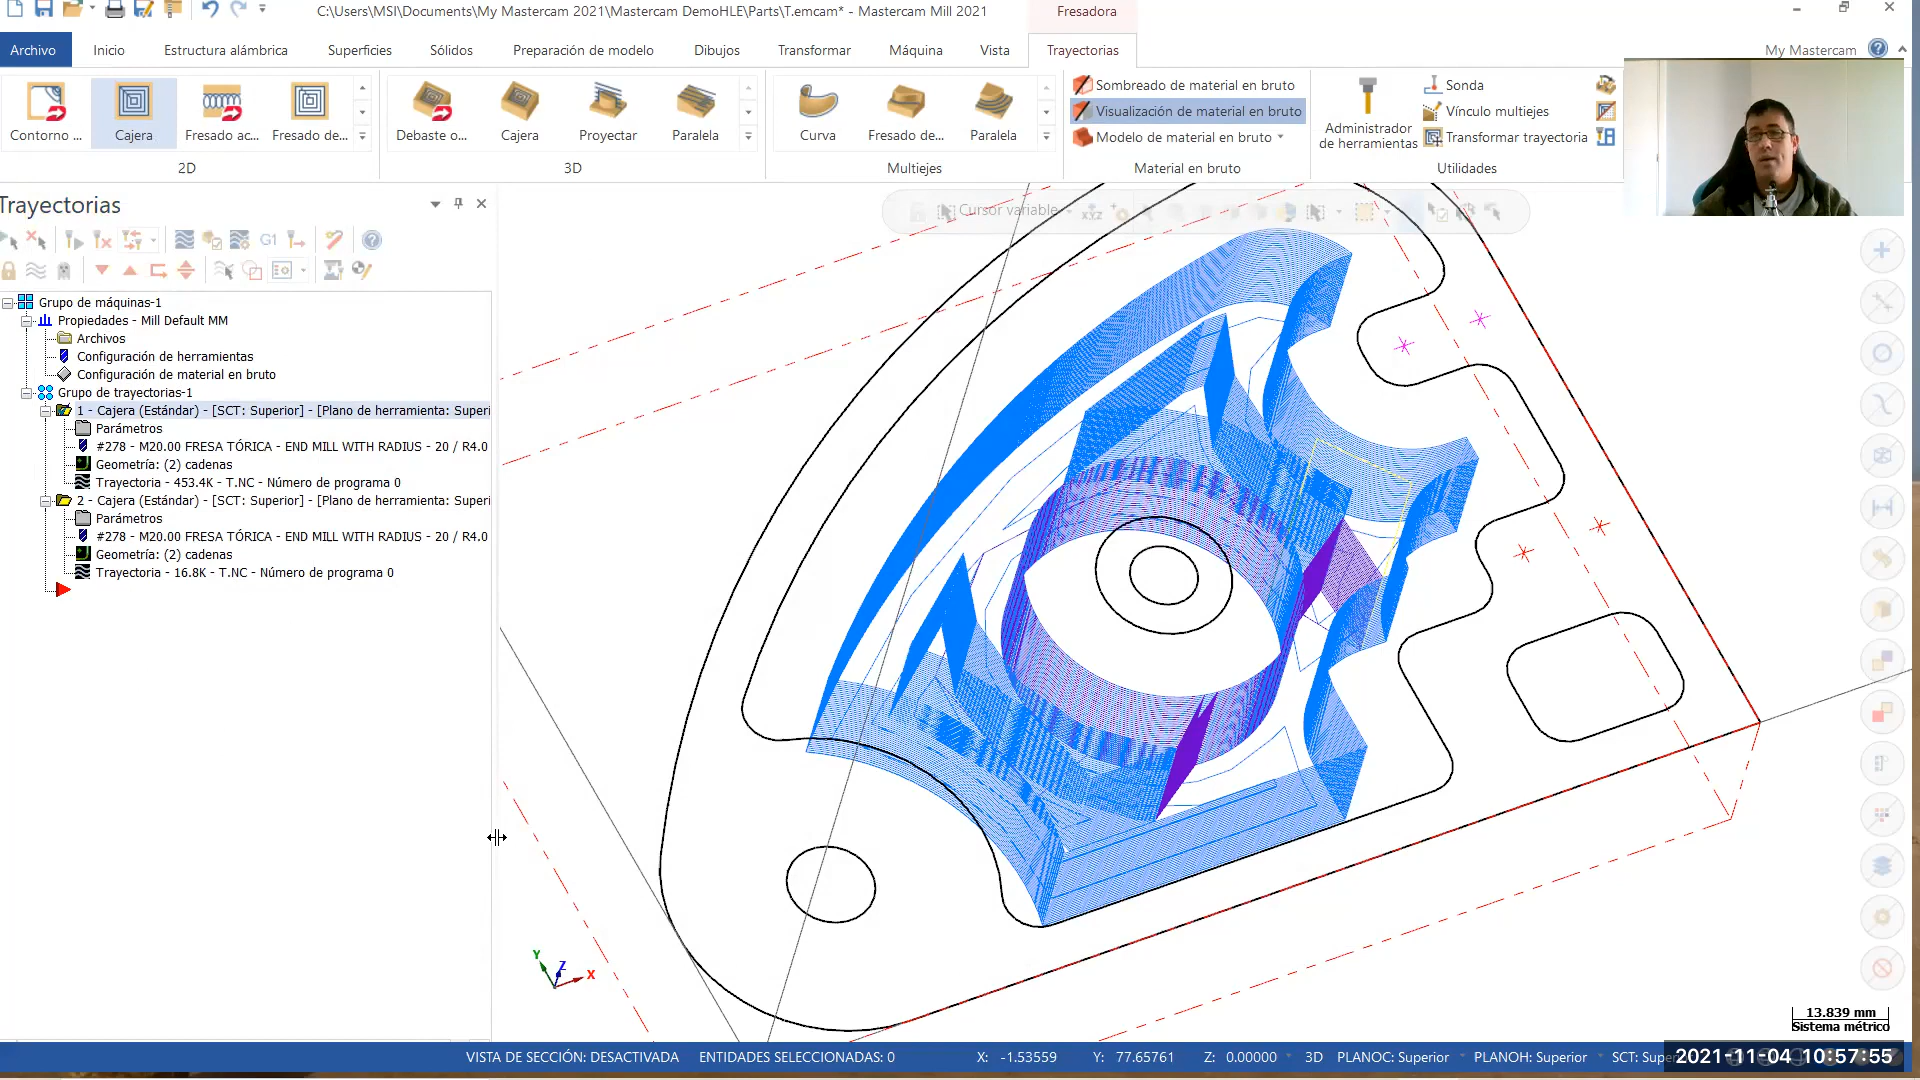 C:\Users\MSI\Documents\My Mastercam 2021\Mastercam DemoHLE\Parts\T.emcam* - Mastercam Mill 2021
Fresadora
Archivo Inicio Estructura alámbrica Superficies Sólidos Preparación de modelo Dibujos Transformar Máquina Vista Trayectorias My Mastercam
Contorno ... Cajera Fresado ac... Fresado de...
2D
Debaste o... Cajera Proyectar Paralela
3D
Curva Fresado de... Paralela
Multiejes
Sombreado de material en bruto
Visualización de material en bruto
Modelo de material en bruto
Material en bruto
Administrador
de herramientas
Sonda
Vínculo multiejes
Transformar trayectoria
Utilidades
Trayectorias
Cursor variable
G1
Grupo de máquinas-1
Propiedades - Mill Default MM
Archivos
Configuración de herramientas
Configuración de material en bruto
Grupo de trayectorias-1
1 - Cajera (Estándar) - [SCT: Superior] - [Plano de herramienta: Superi
Parámetros
#278 - M20.00 FRESA TÓRICA - END MILL WITH RADIUS - 20 / R4.0
Geometría: (2) cadenas
Trayectoria - 453.4K - T.NC - Número de programa 0
2 - Cajera (Estándar) - [SCT: Superior] - [Plano de herramienta: Superi
Parámetros
#278 - M20.00 FRESA TÓRICA - END MILL WITH RADIUS - 20 / R4.0
Geometría: (2) cadenas
Trayectoria - 16.8K - T.NC - Número de programa 0
Y
Z
X
13.839 mm
Sistema métrico
VISTA DE SECCIÓN: DESACTIVADA ENTIDADES SELECCIONADAS: 0 X: -1.53559 Y: 77.65761 Z: 0.00000 3D PLANOC: Superior PLANOH: Superior SCT: Supe
2021-11-04 10:57:55